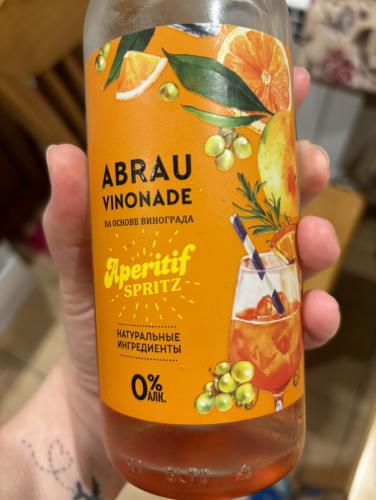 ABRAU
VINONADE
НА ОСНОВЕ ВИНОГРАДА
Aperitif
SPRITZ
НАТУРАЛЬНЫЕ
ИНГРЕДИЕНТЫ
0%
АЛК.